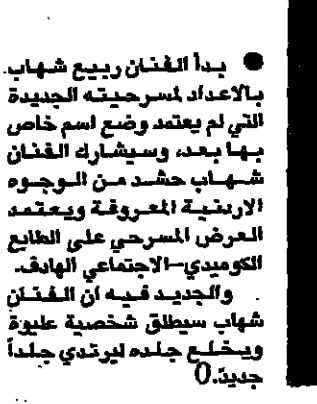 ● بدأ الفنان ربيع شهاب
بالاعداد لمسرحيته الجديدة
التي لم يعتمد وضع اسم خاص
بها بعد، وسيشارك الفنان
شهاب حشد من الوجوه
الاردنية المعروفة ويعتمد
العرض المسرحي على الطابع
الكوميدي-الاجتماعي الهادف.
والجديد فيه ان الفنان
شهاب سيطلق شخصية عليوة
ويخلع جلده ليرتدي جلداً
جديد.O